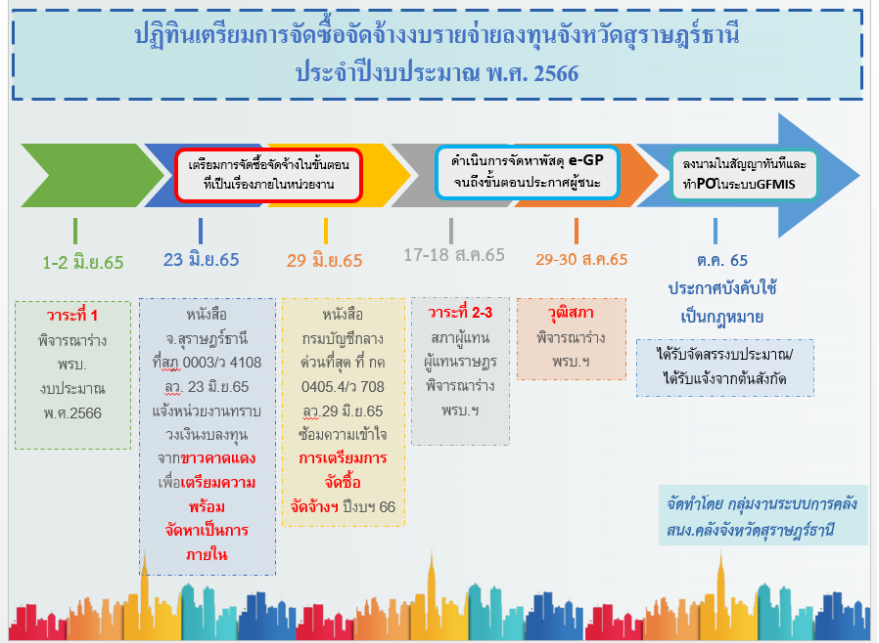 ปฏิทินเตรียมการจัดซื้อจัดจ้างงบรายจ่ายลงทุนจังหวัดสุราษฎร์ธานี
ประจำปีงบประมาณ พ.ศ. 2566
เตรียมการจัดซื้อจัดจ้างในขั้นตอน
ที่เป็นเรื่องภายในหน่วยงาน
ดำเนินการจัดหาพัสดุ e-GP
จนถึงขั้นตอนประกาศผู้ชนะ
ลงนามในสัญญาทันทีและ
ทำPOในระบบGFMIS
1-2 มิ.ย.65
วาระที่ 1
พิจารณาร่าง
พรบ.
งบประมาณ
พ.ศ.2566
23 มิ.ย.65
หนังสือ
จ.สุราษฎร์ธานี
ที่สฎ 0003/ว 4108
ลว. 23 มิ.ย.65
แจ้งหน่วยงานทราบ
วงเงินงบลงทุน
จากขาวคาดแดง
เพื่อเตรียมความ
พร้อม
จัดหาเป็นการ
ภายใน
29 มิ.ย.65
หนังสือ
กรมบัญชีกลาง
ด่วนที่สุด ที่ กค
0405.4/ว 708
ลว.29 มิ.ย.65
ซ้อมความเข้าใจ
การเตรียมการ
จัดซื้อ
จัดจ้างฯ ปีงบฯ 66
17-18 ส.ค.65
วาระที่ 2-3
สภาผู้แทน
ผู้แทนราษฎร
พิจารณาร่าง
พรบ.ฯ
29-30 ส.ค.65
วุฒิสภา
พิจารณาร่าง
พรบ.ฯ
ต.ค. 65
ประกาศบังคับใช้
เป็นกฎหมาย
ได้รับจัดสรรงบประมาณ/
ได้รับแจ้งจากต้นสังกัด
จัดทำโดย กลุ่มงานระบบการคลัง
สนง.คลังจังหวัดสุราษฎร์ธานี